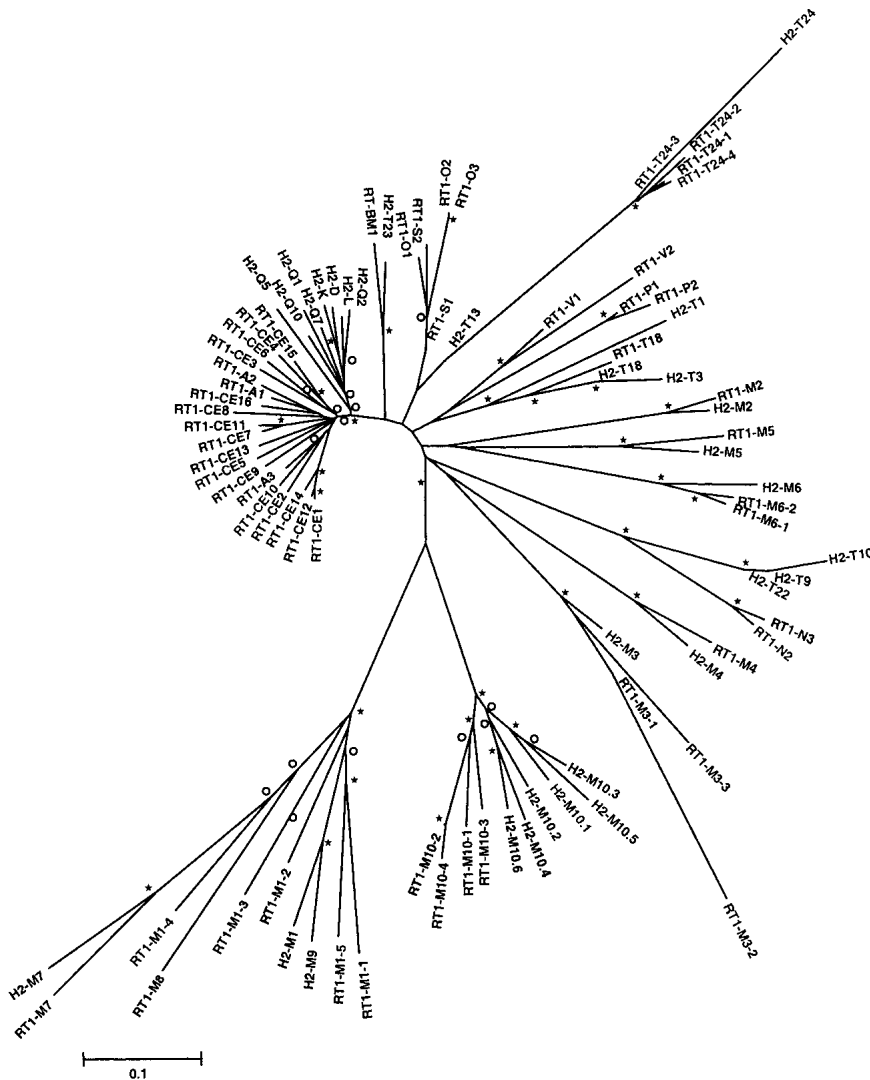 H2-T24
RT1-T24-3
RT1-T24-2
RT1-T24-1
RT1-T24-4
RT1-O2
RT1-O3
RT-BM1
H2-T23
RT1-O1
RT1-S2
RT1-S1
H2-T13
RT1-V2
RT1-V1
RT1-P1
RT1-P2
H2-T1
RT1-T18
H2-T18
H2-T3
RT1-M2
H2-M2
RT1-M5
H2-M5
H2-M6
RT1-M6-2
RT1-M6-1
H2-T10
H2-T9
H2-T22
RT1-N3
RT1-N2
RT1-M4
H2-M4
H2-M3
RT1-M3-1
RT1-M3-3
RT1-M3-2
H2-M10.3
H2-M10.5
H2-M10.1
H2-M10.2
H2-M10.4
H2-M10.6
RT1-M10-3
RT1-M10-1
RT1-M10-4
RT1-M10-2
RT1-M1-1
RT1-M1-5
H2-M9
H2-M1
RT1-M1-2
RT1-M1-3
RT1-M8
RT1-M1-4
RT1-M7
H2-M7
RT1-CE1
RT1-CE12
RT1-CE14
RT1-CE2
RT1-CE10
RT1-A3
RT1-CE9
RT1-CE5
RT1-CE13
RT1-CE7
RT1-CE11
RT1-CE8
RT1-CE16
RT1-A1
RT1-A2
RT1-CE3
RT1-CE6
RT1-CE4
RT1-CE15
H2-Q10
H2-Q5
H2-Q1
H2-Q7
H2-K
H2-D
H2-L
H2-Q2
0.1